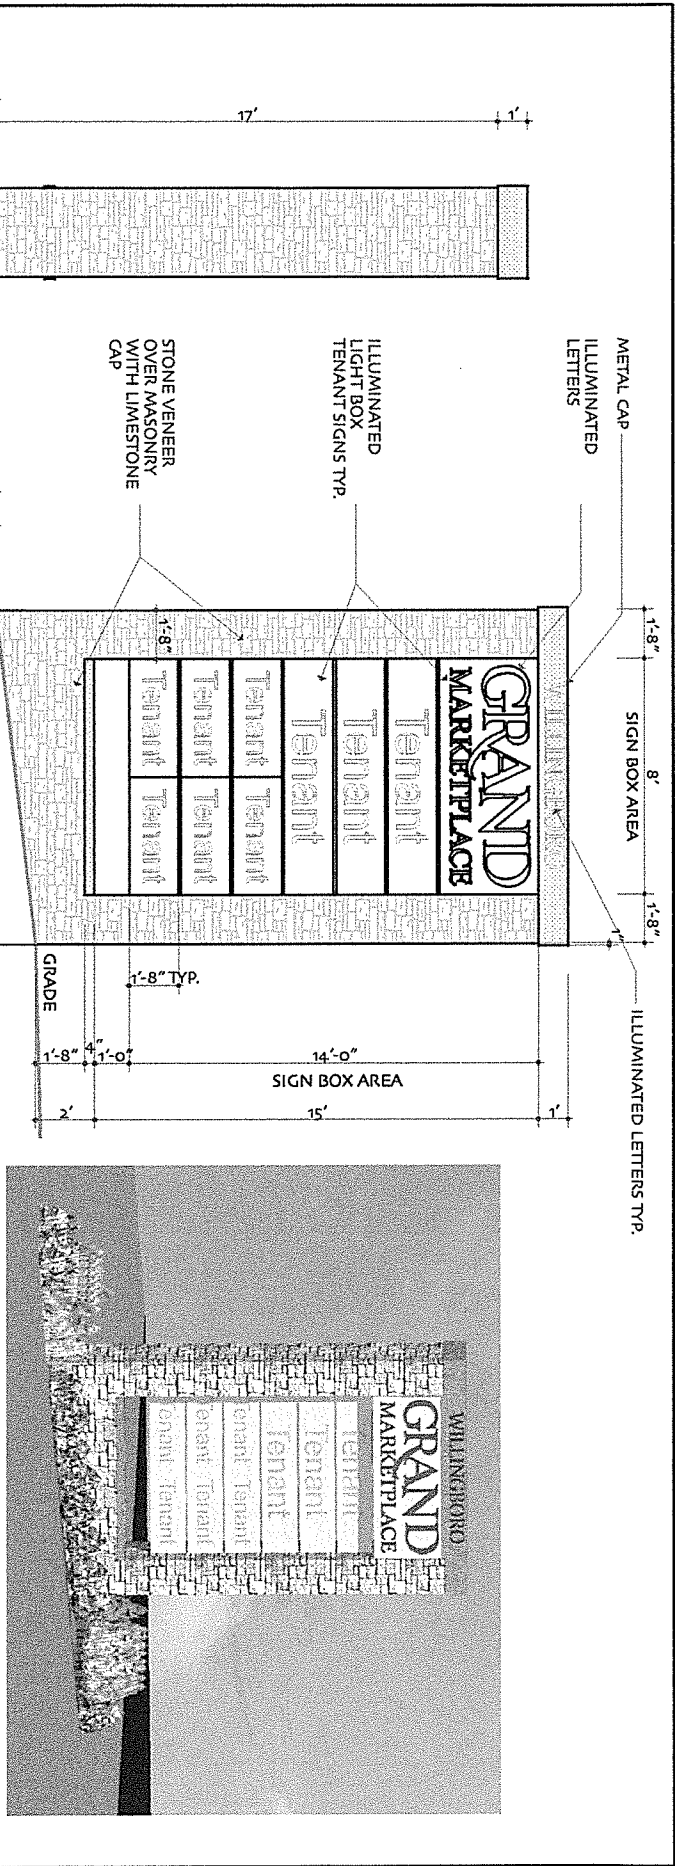 17'
1'
METAL CAP
ILLUMINATED
LETTERS
ILLUMINATED
LIGHT BOX
TENANT SIGNS TYP.
STONE VENEER
OVER MASONRY
WITH LIMESTONE
CAP
1'-8"
8'
1'-8"
SIGN BOX AREA
1"
ILLUMINATED LETTERS TYP.
GRAND
MARKETPLACE
Tenant
Tenant
Tenant
Tenant Tenant
Tenant Tenant
Tenant Tenant
1'-8"
1'-8" TYP.
GRADE
14'-0"
SIGN BOX AREA
1'-0"
4"
1'-8"
1'
15'
2'
WILLINGBORO
GRAND
MARKETPLACE
Tenant
Tenant
Tenant
enant Tenant
enant Tenant
enant Tenant